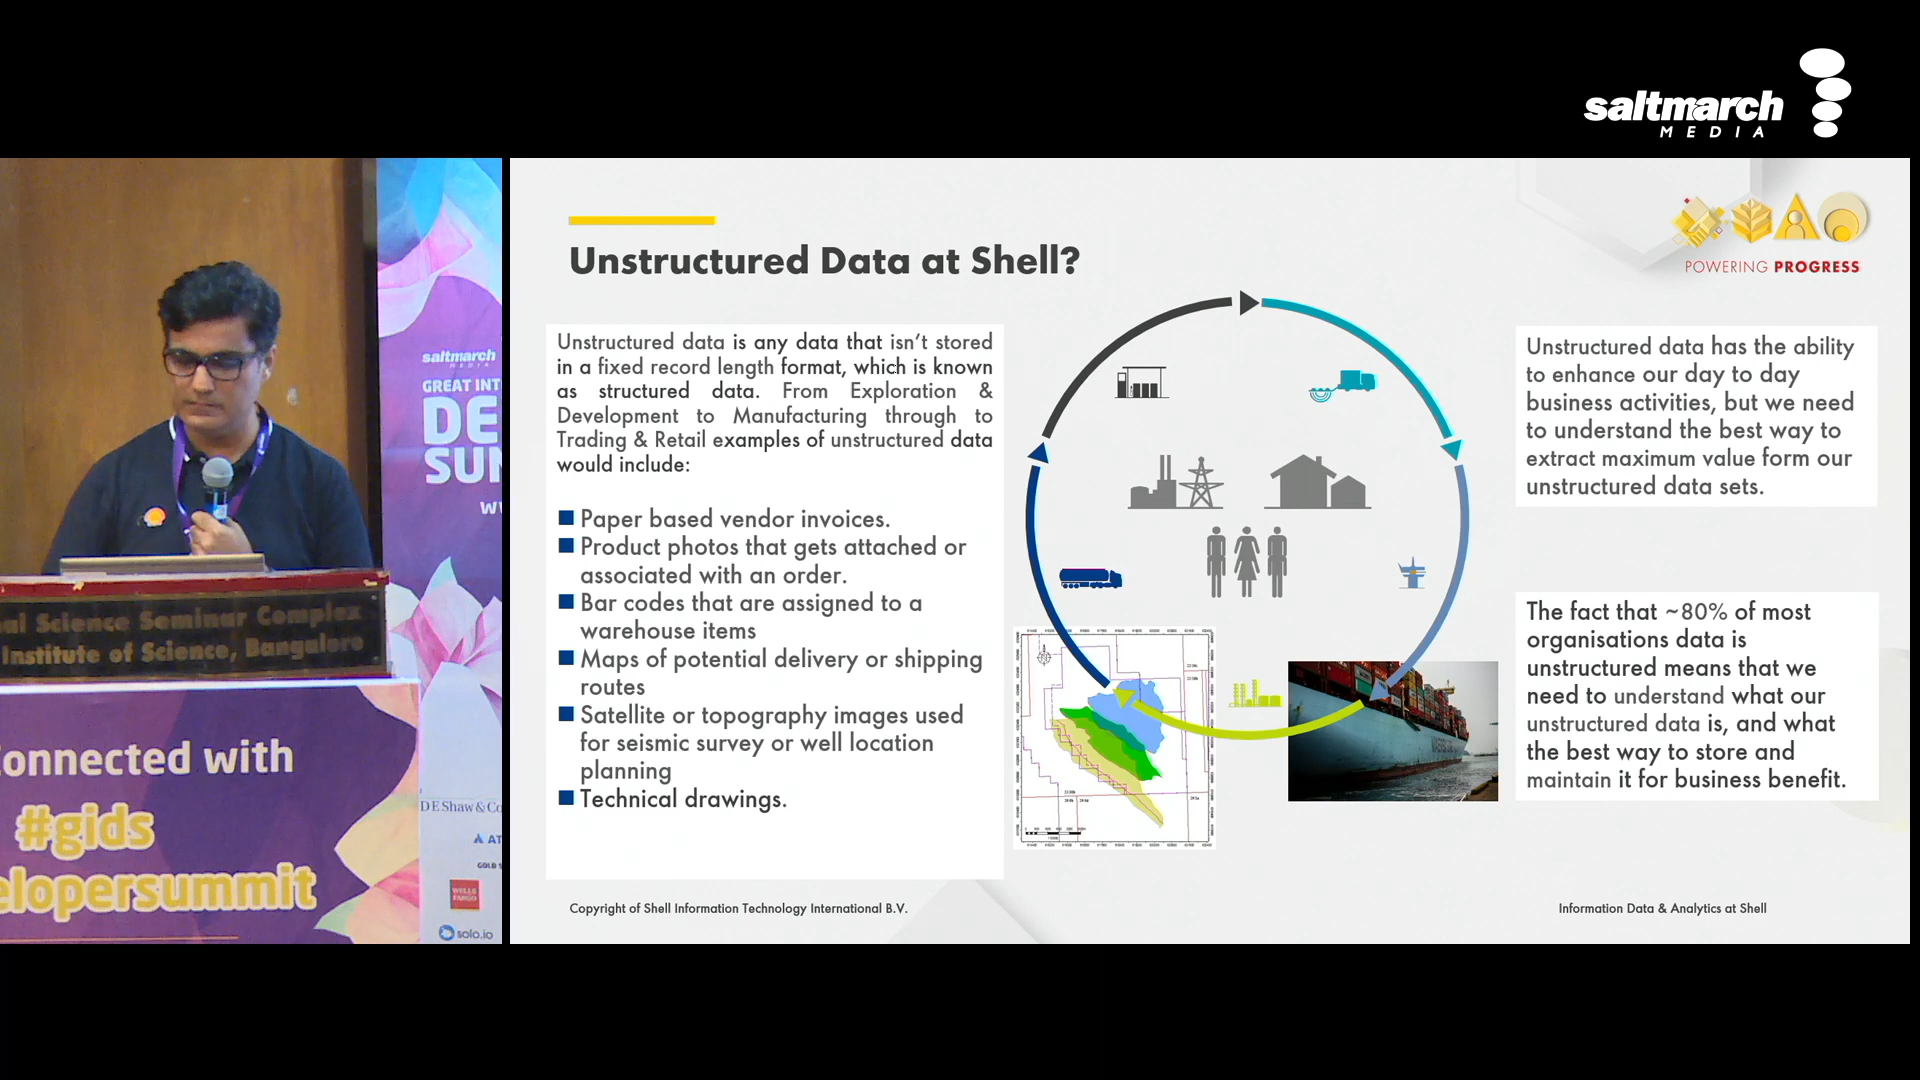 saltmarch
MEDIA
saltmarch
MEDIA
GREAT INT
DE
SUM
al Science Seminar Complex
Institute of Science, Bangalore
onnected with
#gids
elopersummit
DE Shaw & Co
AT
GOLD S
WELLS
FARGO
solo.io
POWERING PROGRESS
Unstructured Data at Shell?
Unstructured data is any data that isn't stored
in a fixed record length format, which is known
as structured data. From Exploration &
Development to Manufacturing through to
Trading & Retail examples of unstructured data
would include:
Paper based vendor invoices.
Product photos that gets attached or
associated with an order.
Bar codes that are assigned to a
warehouse items
Maps of potential delivery or shipping
routes
Satellite or topography images used
for seismic survey or well location
planning
Technical drawings.
Unstructured data has the ability
to enhance our day to day
business activities, but we need
to understand the best way to
extract maximum value form our
unstructured data sets.
The fact that ~80% of most
organisations data is
unstructured means that we
need to understand what our
unstructured data is, and what
the best way to store and
maintain it for business benefit.
Copyright of Shell Information Technology International B.V.
Information Data & Analytics at Shell